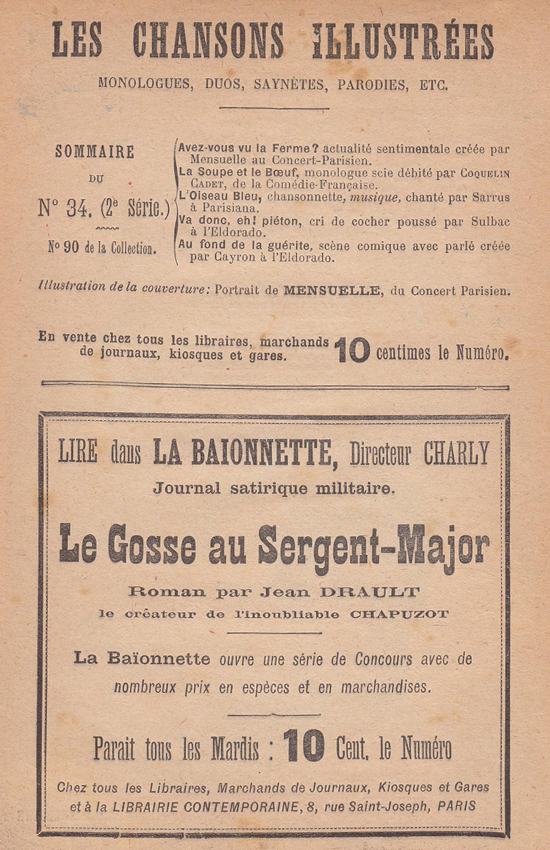 LES CHANSONS ILLUSTRÉES
MONOLOGUES, DUOS, SAYNÈTES, PARODIES, ETC.
SOMMAIRE
DU
N° 34. (2e Série.)
N° 90 de la Collection.
Avez-vous vu la Ferme? actualité sentimentale créée par
Mensuelle au Concert-Parisien.
La Soupe et le Bœuf, monologue scie débité par COQUELIN
CADET, de la Comédie-Française.
L'Oiseau Bleu, chansonnette, musique, chanté par Sarrus
à Parisiana.
Va donc, eh! piéton, cri de cocher poussé par Sulbac
à l'Eldorado.
Au fond de la guérite, scène comique avec parlé créée
par Cayron à l'Eldorado.
Illustration de la couverture: Portrait de MENSUELLE, du Concert Parisien.
En vente chez tous les libraires, marchands
de journaux, kiosques et gares.
10 centimes le Numéro.
LIRE dans LA BAIONNETTE, Directeur CHARLY
Journal satirique militaire.
Le Gosse au Sergent-Major
Roman par Jean DRAULT
le créateur de l'inoubliable CHAPUZOT
La Baïonnette ouvre une série de Concours avec de
nombreux prix en espèces et en marchandises.
Parait tous les Mardis : 10 Cent. le Numéro
Chez tous les Libraires, Marchands de Journaux, Kiosques et Gares
et à la LIBRAIRIE CONTEMPORAINE, 8, rue Saint-Joseph, PARIS